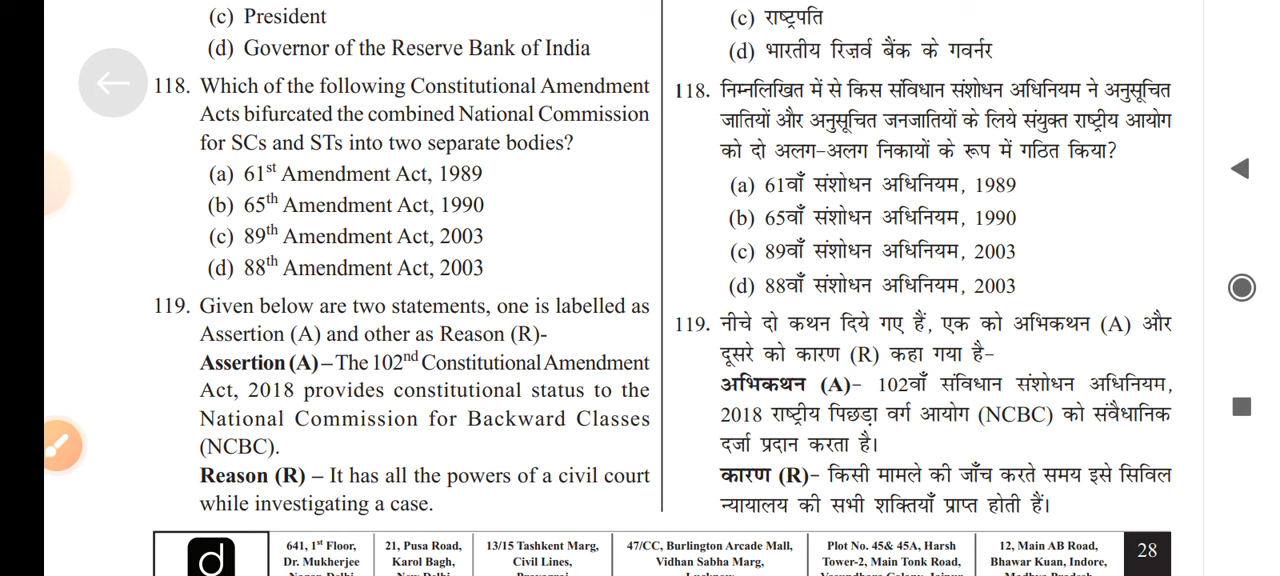 (c) President
(d) Governor of the Reserve Bank of India
118. Which of the following Constitutional Amendment
Acts bifurcated the combined National Commission
for SCs and STs into two separate bodies?
(a) 61st Amendment Act, 1989
(b) 65th Amendment Act, 1990
(c) 89th Amendment Act, 2003
(d) 88th Amendment Act, 2003
119. Given below are two statements, one is labelled as
Assertion (A) and other as Reason (R)-
Assertion (A) – The 102nd Constitutional Amendment
Act, 2018 provides constitutional status to the
National Commission for Backward Classes
(NCBC).
Reason (R) – It has all the powers of a civil court
while investigating a case.
(c) राष्ट्रपति
(d) भारतीय रिज़र्व बैंक के गवर्नर
118. निम्नलिखित में से किस संविधान संशोधन अधिनियम ने अनुसूचित
जातियों और अनुसूचित जनजातियों के लिये संयुक्त राष्ट्रीय आयोग
को दो अलग-अलग निकायों के रूप में गठित किया?
(a) 61वाँ संशोधन अधिनियम, 1989
(b) 65वाँ संशोधन अधिनियम, 1990
(c) 89वाँ संशोधन अधिनियम, 2003
(d) 88वाँ संशोधन अधिनियम, 2003
119. नीचे दो कथन दिये गए हैं, एक को अभिकथन (A) और
दूसरे को कारण (R) कहा गया है–
अभिकथन (A)– 102वाँ संविधान संशोधन अधिनियम,
2018 राष्ट्रीय पिछड़ा वर्ग आयोग (NCBC) को संवैधानिक
दर्जा प्रदान करता है।
कारण (R)– किसी मामले की जाँच करते समय इसे सिविल
न्यायालय की सभी शक्तियाँ प्राप्त होती हैं।
641, 1st Floor,
Dr. Mukherjee
21, Pusa Road,
Karol Bagh,
New Delhi
13/15 Tashkent Marg,
Civil Lines,
47/CC, Burlington Arcade Mall,
Vidhan Sabha Marg,
Lucknow
Plot No. 45& 45A, Harsh
Tower-2, Main Tonk Road,
12, Main AB Road,
Bhawar Kuan, Indore,
Madhya Pradesh
28